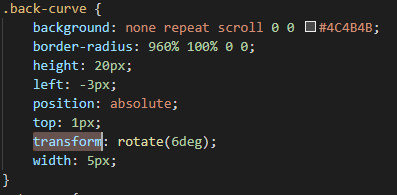 .back-curve {
background: none repeat scroll 0 0 #4C4B4B;
border-radius: 960% 100% 0 0;
height: 20px;
left: -3px;
position: absolute;
top: 1px;
transform: rotate(6deg);
width: 5px;
}